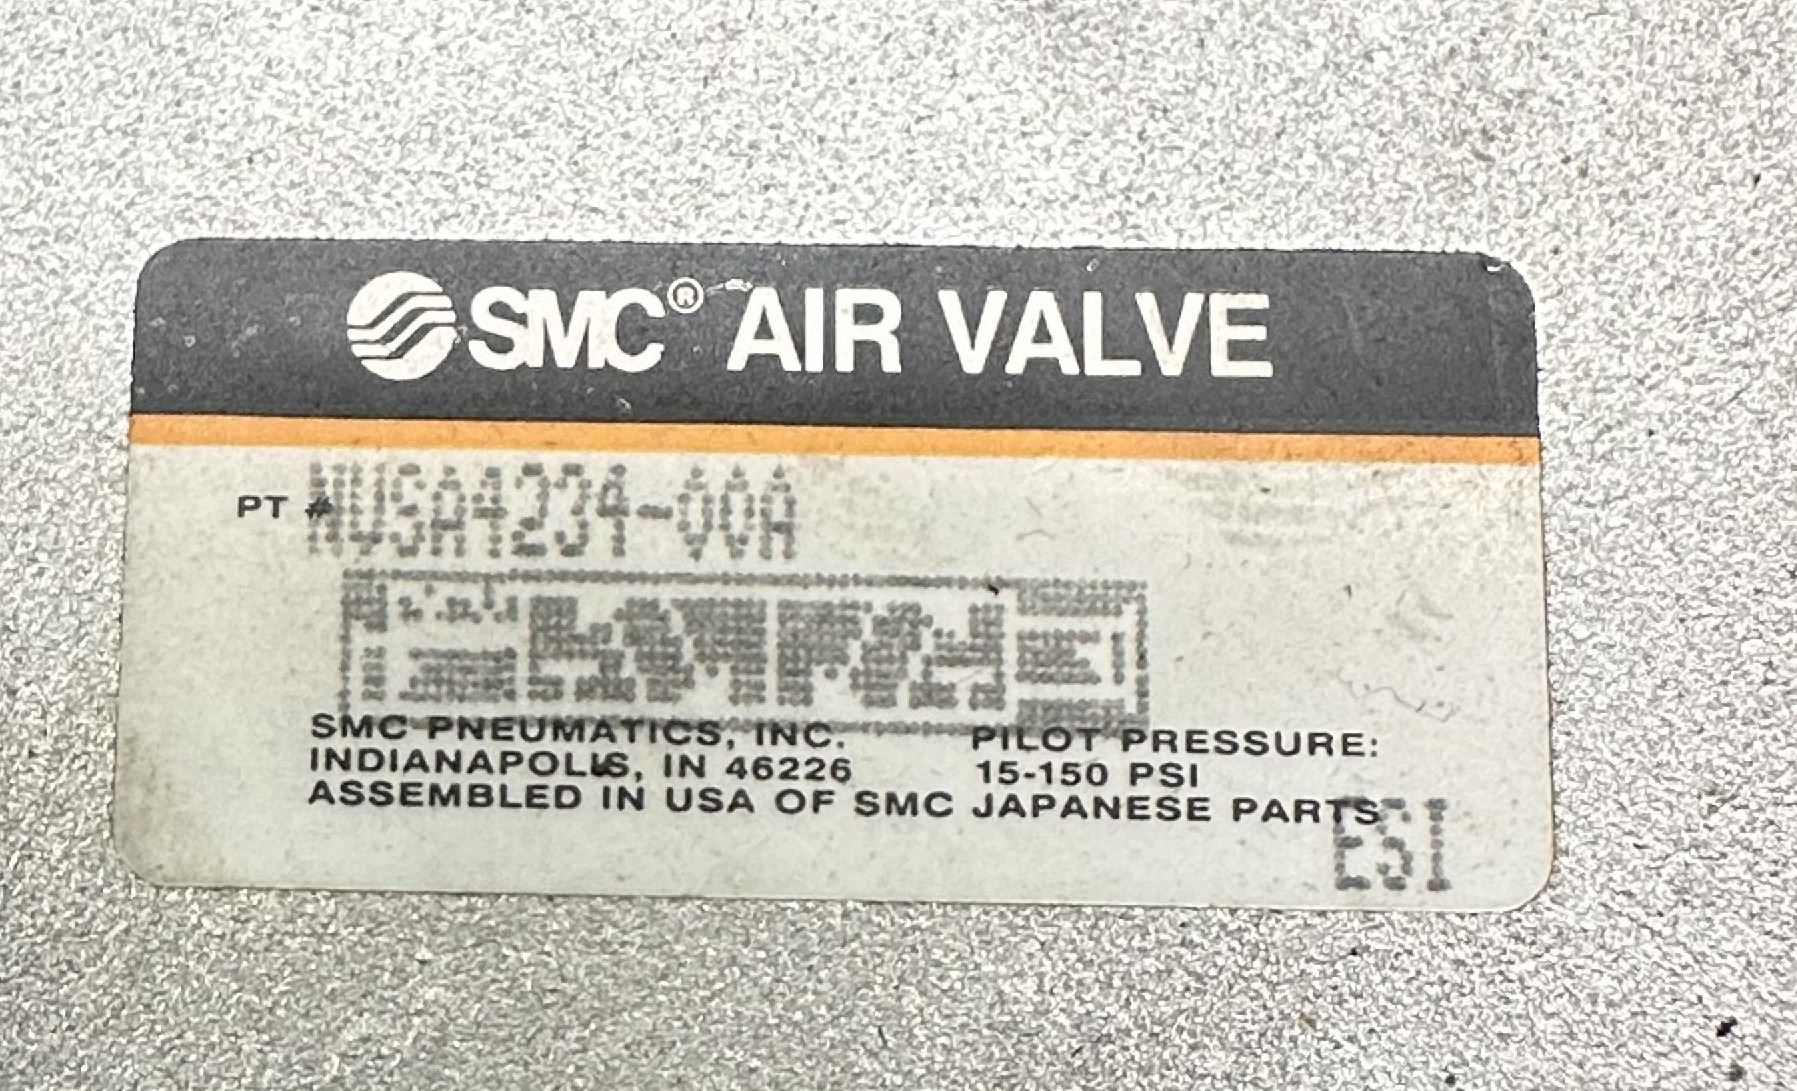 SMC® AIR VALVE
PT # NVSA4234-00A
SMC PNEUMATICS, INC.
INDIANAPOLIS, IN 46226
PILOT PRESSURE:
15-150 PSI
ASSEMBLED IN USA OF SMC JAPANESE PARTS
ESI